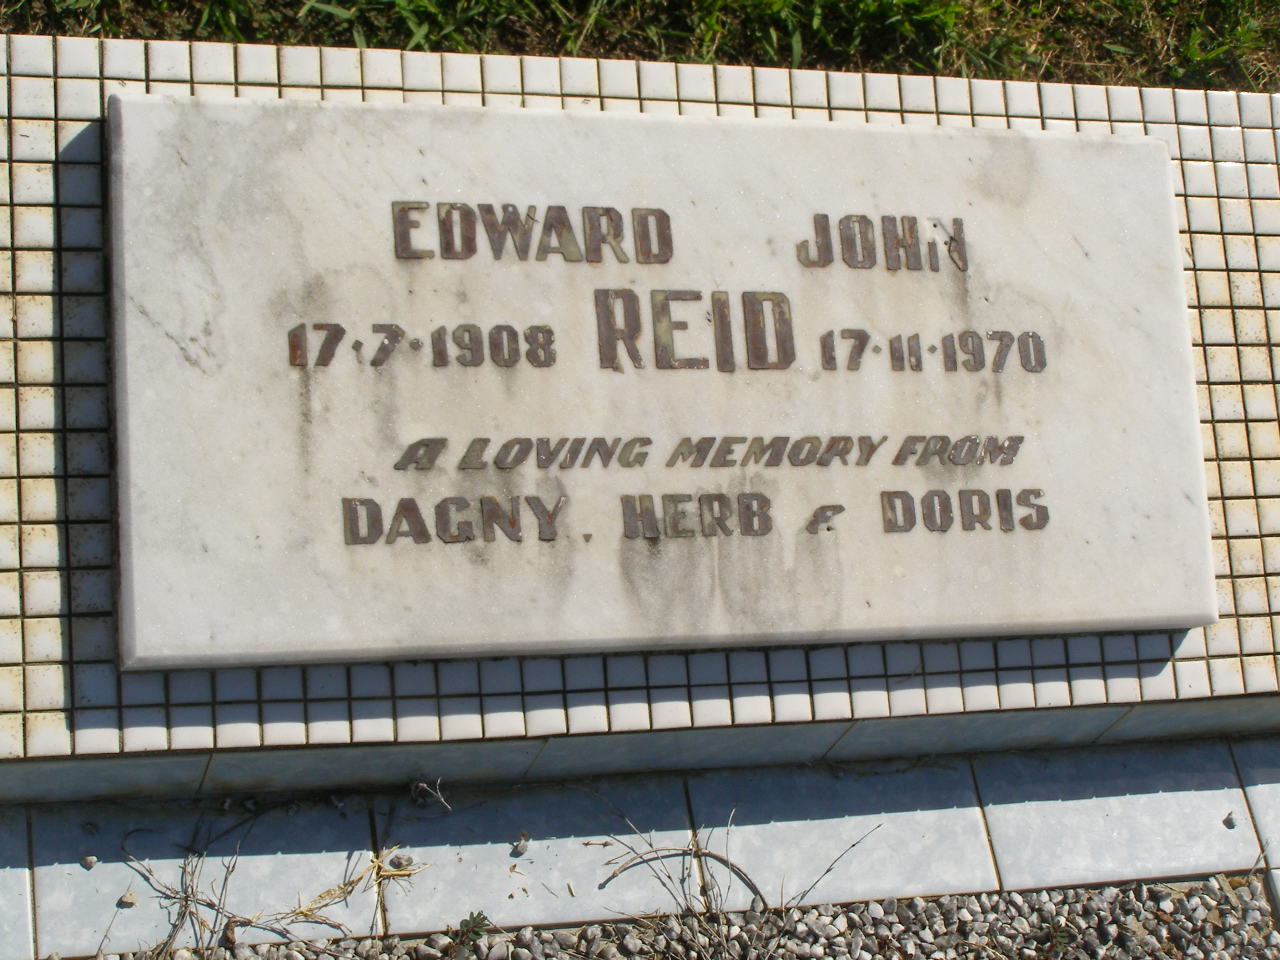 EDWARD JOHN
17·7·1908 REID 17·11·1970
A LOVING MEMORY FROM
DAGNY, HERB & DORIS